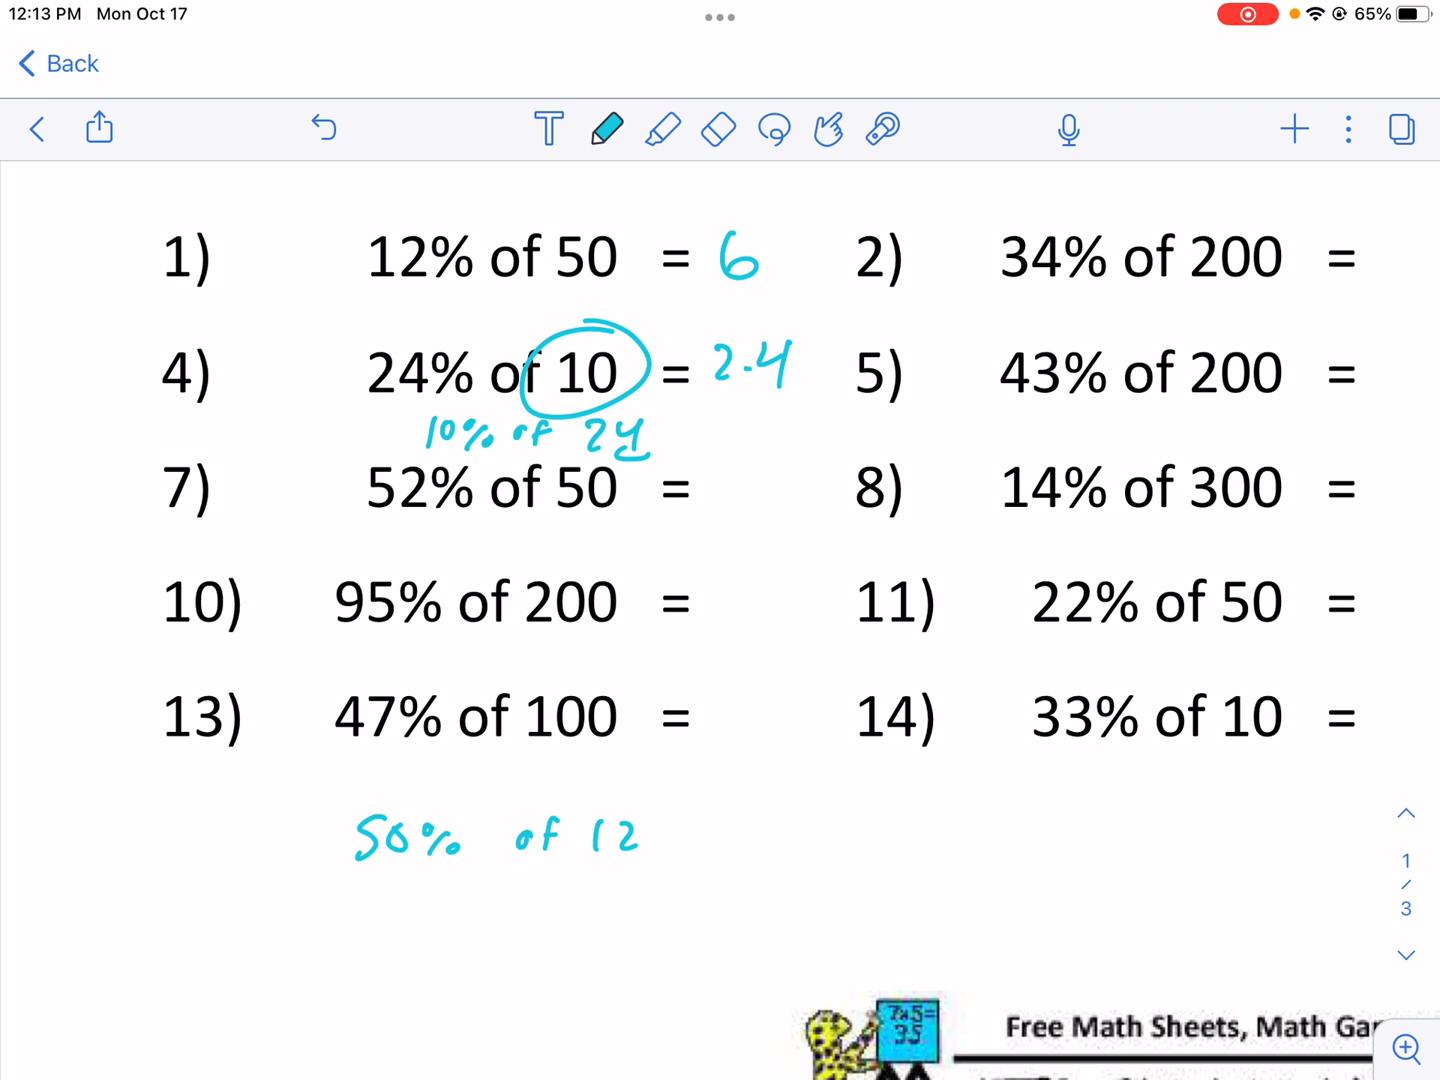 12:13 PM Mon Oct 17
65%
Back
1) 12% of 50 = 6 2) 34% of 200 =
4) 24% of 10 = 2.4 5) 43% of 200 =
10% of 24
7) 52% of 50 = 8) 14% of 300 =
10) 95% of 200 = 11) 22% of 50 =
13) 47% of 100 = 14) 33% of 10 =
50% of 12
1
/
3
7x5=
35
Free Math Sheets, Math